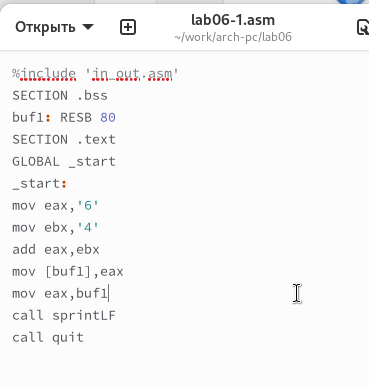 Открыть
lab06-1.asm
~/work/arch-pc/lab06
%include 'in_out.asm'
SECTION .bss
buf1: RESB 80
SECTION .text
GLOBAL _start
_start:
mov eax,'6'
mov ebx,'4'
add eax,ebx
mov [buf1],eax
mov eax,buf1
call sprintLF
call quit